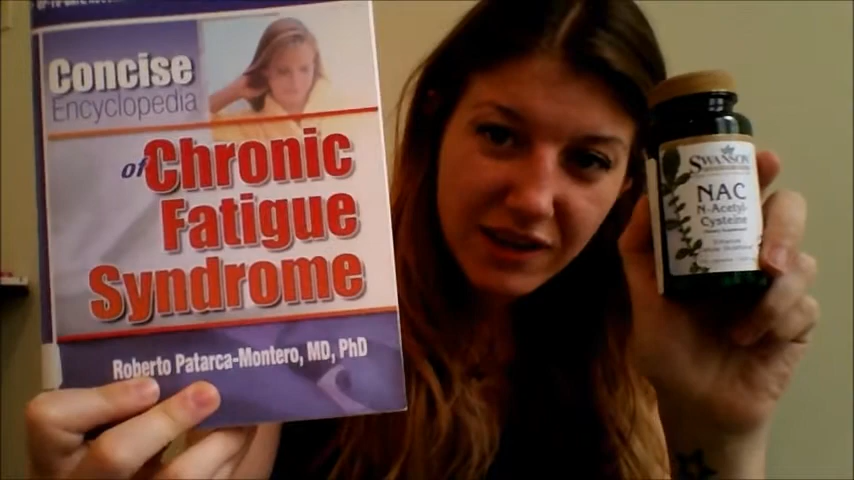 Concise
Encyclopedia
of Chronic
Fatigue
Syndrome
Roberto Patarca-Montero, MD, PhD
SWANSON
NAC
N-Acetyl-
Cysteine